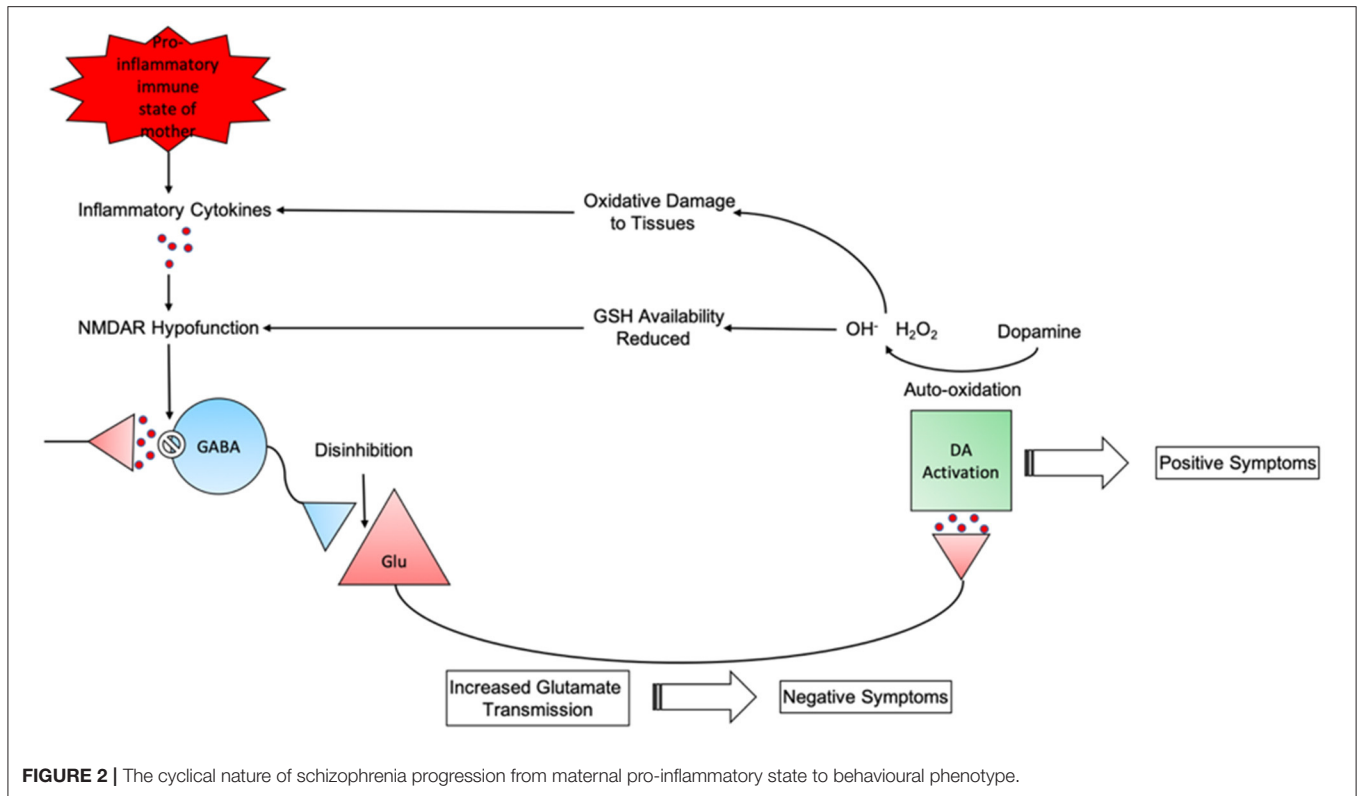 Pro-
inflammatory
immune
state of
mother
Inflammatory Cytokines
Oxidative Damage
to Tissues
NMDAR Hypofunction
GSH Availability
Reduced
OH⁻ H₂O₂
Dopamine
Auto-oxidation
GABA
Disinhibition
Glu
DA
Activation
Positive Symptoms
Increased Glutamate
Transmission
Negative Symptoms
FIGURE 2 | The cyclical nature of schizophrenia progression from maternal pro-inflammatory state to behavioural phenotype.